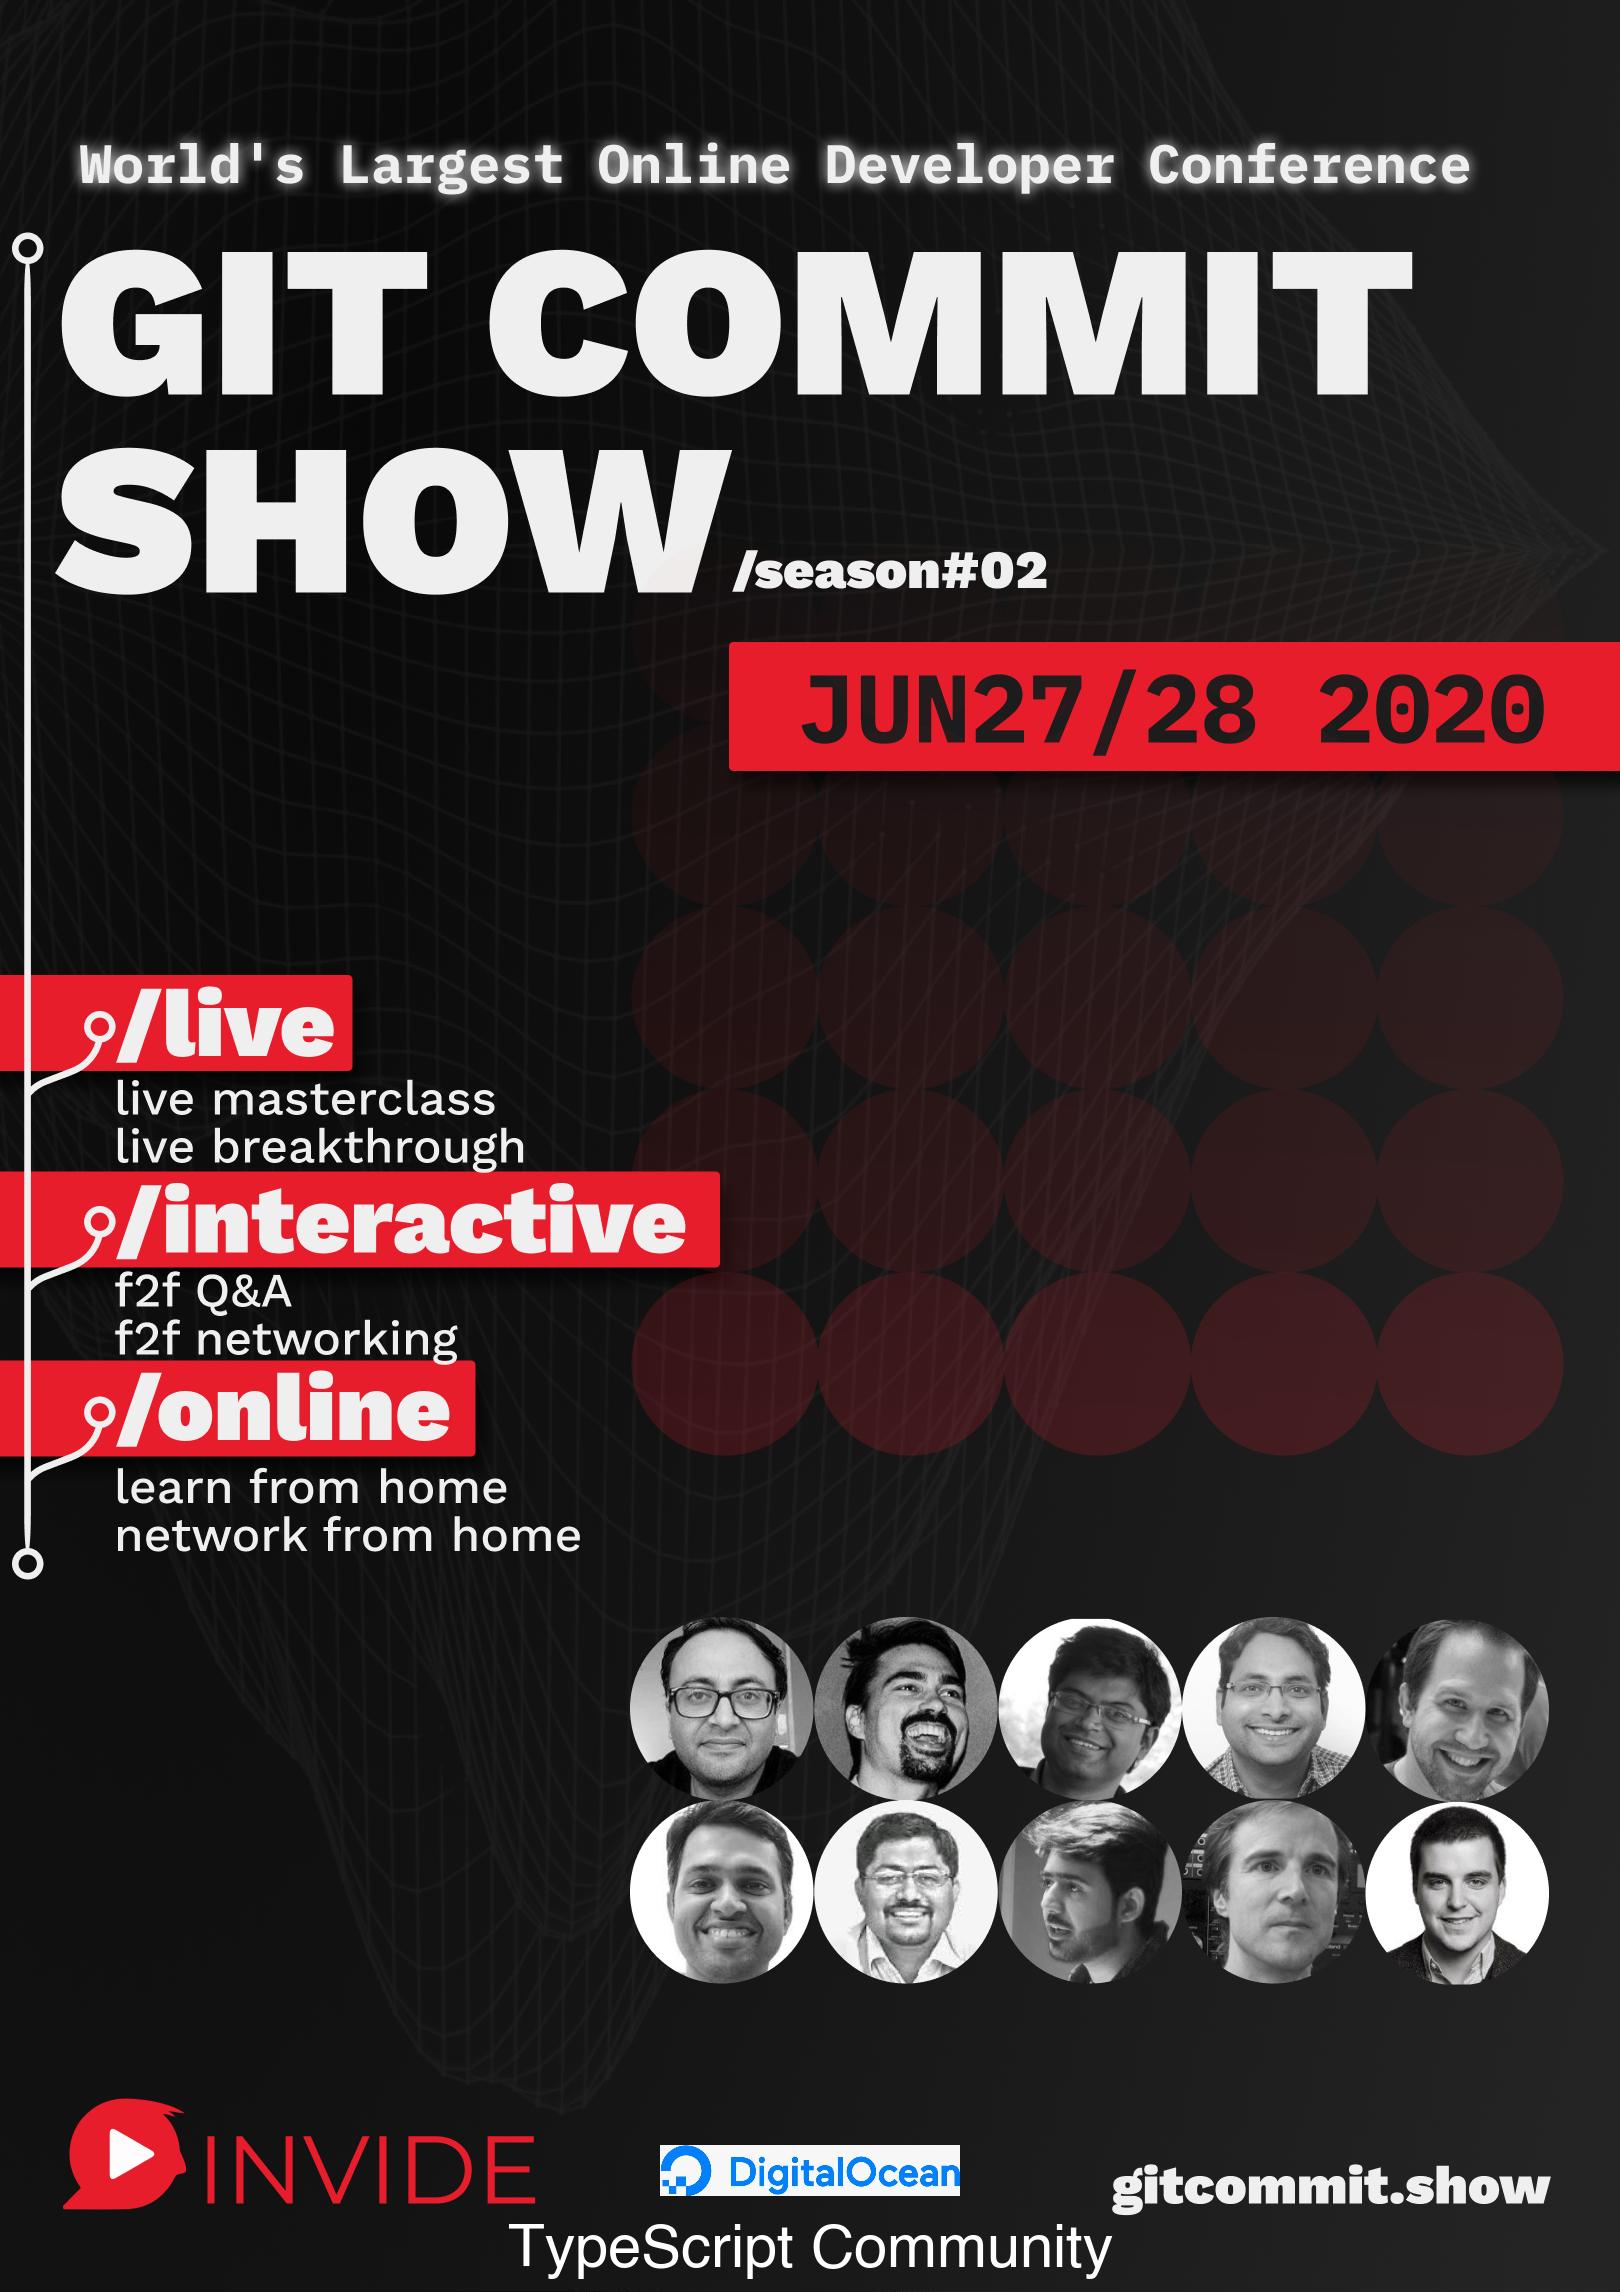 World's Largest Online Developer Conference
GIT COMMIT
SHOW/season#02
JUN27/28 2020
/live
live masterclass
live breakthrough
/interactive
f2f Q&A
f2f networking
/online
learn from home
network from home
INVIDE
DigitalOcean
gitcommit.show
TypeScript Community